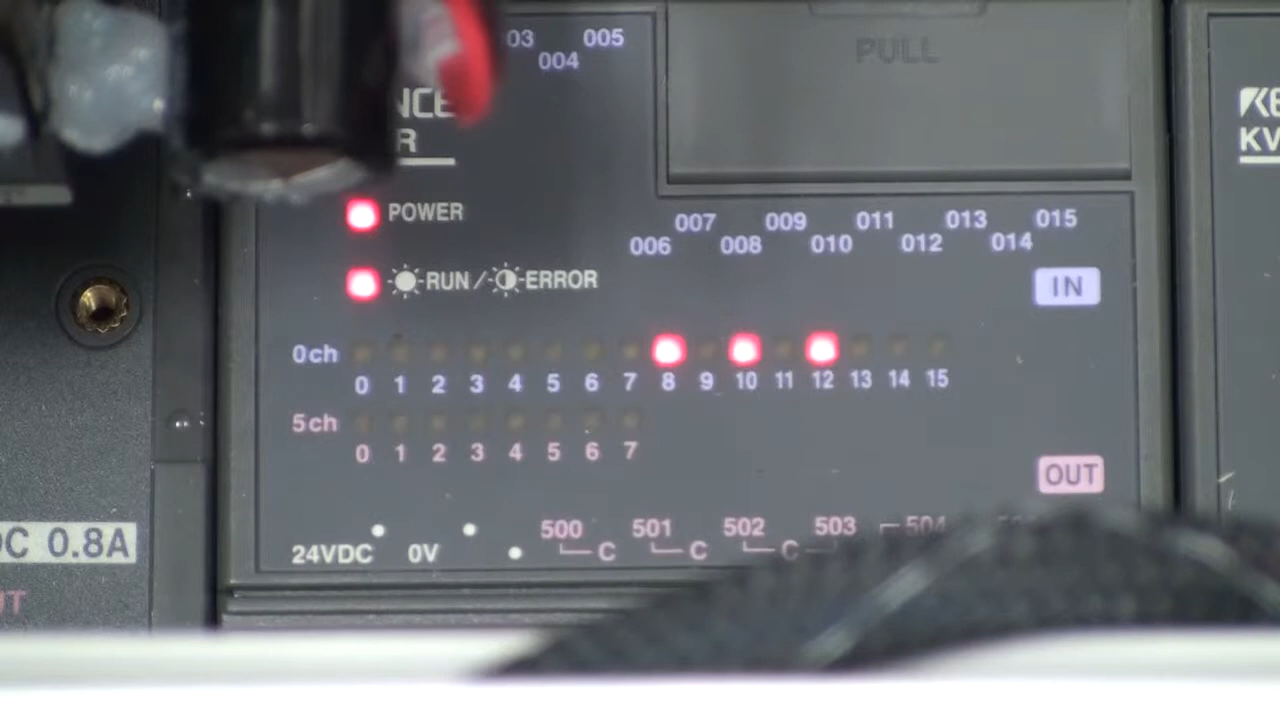 03 005
004
PULL
NCE
R
KE
KV
POWER
007 009 011 013 015
006 008 010 012 014
RUN / ERROR
IN
0ch
0 1 2 3 4 5 6 7 8 9 10 11 12 13 14 15
5ch
0 1 2 3 4 5 6 7
OUT
DC 0.8A
500 501 502 503 504
24VDC 0V C C C
UT